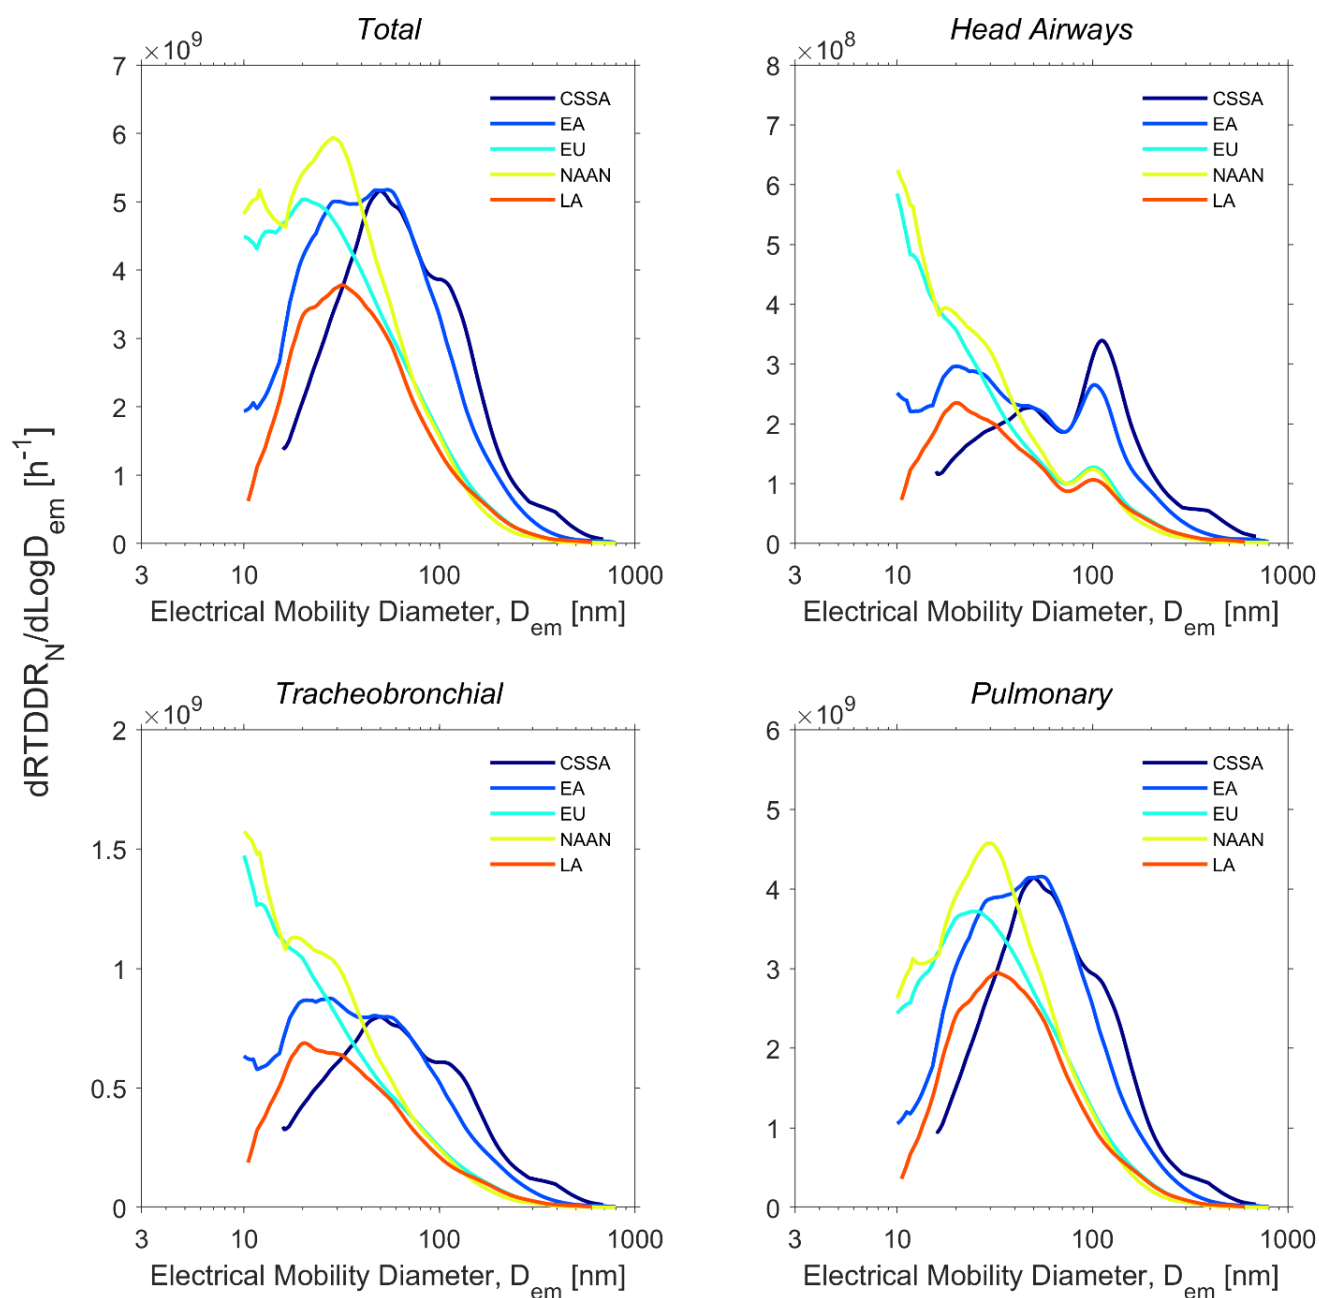 Total
×10^9
7
6
5
4
3
2
1
0
3
10
100
1000
Electrical Mobility Diameter, D_em [nm]
CSSA
EA
EU
NAAN
LA
Head Airways
×10^8
8
7
6
5
4
3
2
1
0
3
10
100
1000
Electrical Mobility Diameter, D_em [nm]
CSSA
EA
EU
NAAN
LA
dRTDDR_N/dLogD_em [h^-1]
Tracheobronchial
×10^9
2
1.5
1
0.5
0
3
10
100
1000
Electrical Mobility Diameter, D_em [nm]
CSSA
EA
EU
NAAN
LA
Pulmonary
×10^9
6
5
4
3
2
1
0
3
10
100
1000
Electrical Mobility Diameter, D_em [nm]
CSSA
EA
EU
NAAN
LA